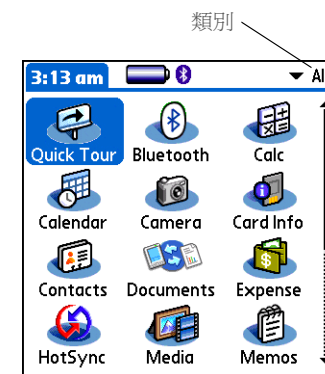 類別
3:13 am
Al
Quick Tour Bluetooth Calc
Calendar Camera Card Info
Contacts Documents Expense
HotSync Media Memos